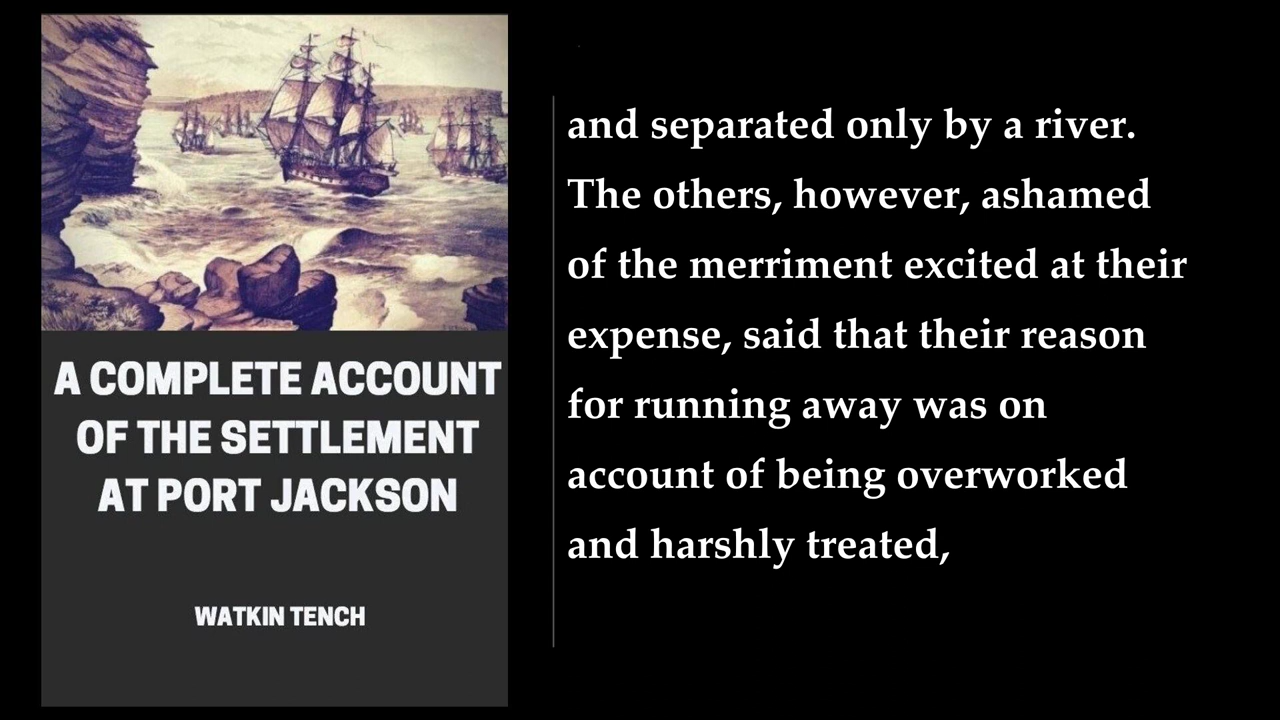 A COMPLETE ACCOUNT
OF THE SETTLEMENT
AT PORT JACKSON
WATKIN TENCH
and separated only by a river.
The others, however, ashamed
of the merriment excited at their
expense, said that their reason
for running away was on
account of being overworked
and harshly treated,